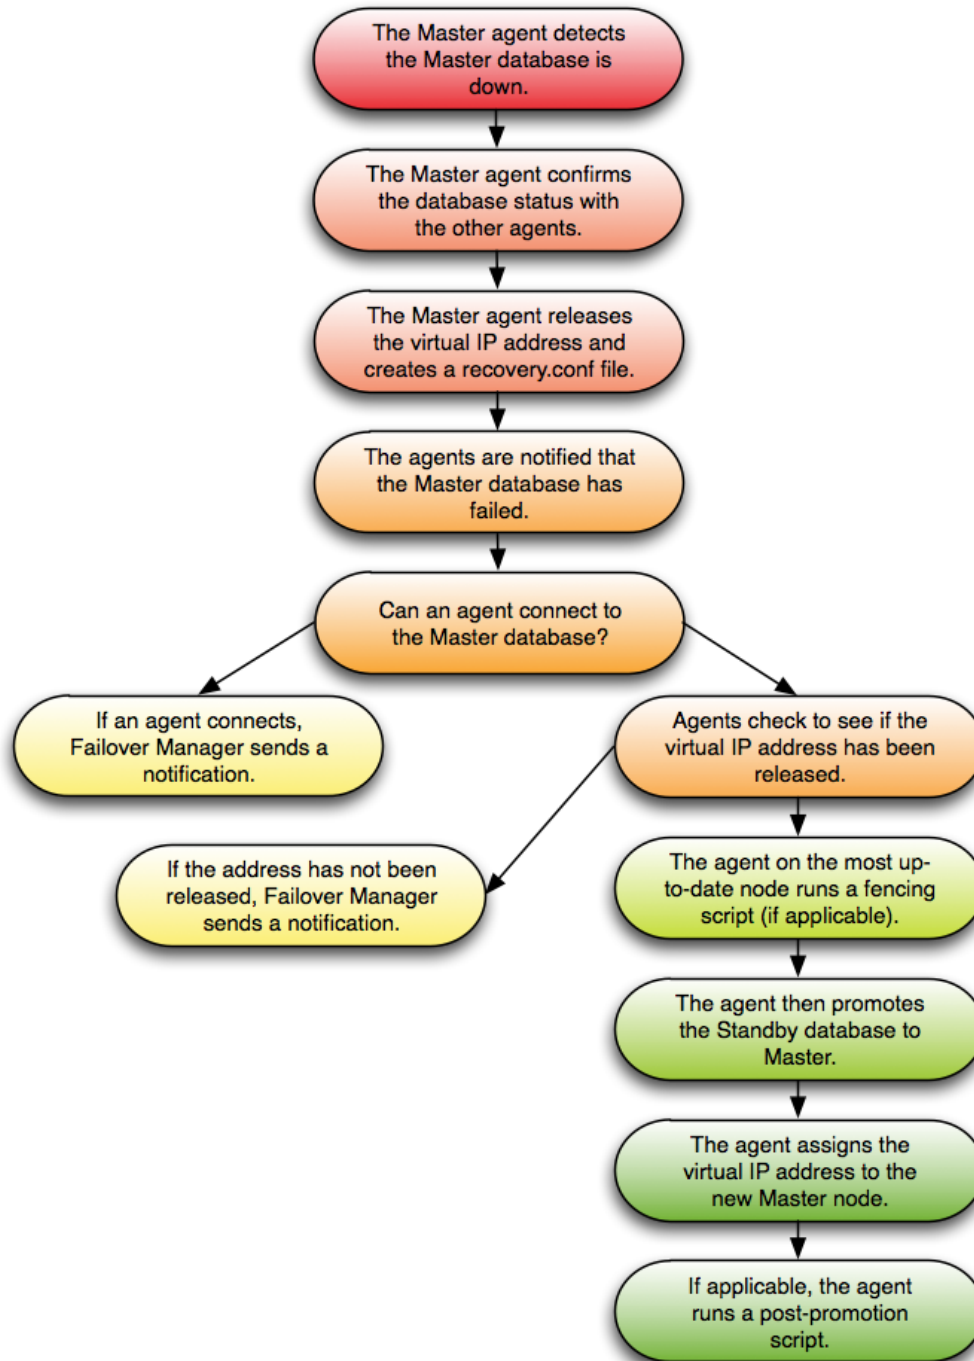 The Master agent detects
the Master database is
down.
The Master agent confirms
the database status with
the other agents.
The Master agent releases
the virtual IP address and
creates a recovery.conf file.
The agents are notified that
the Master database has
failed.
Can an agent connect to
the Master database?
If an agent connects,
Failover Manager sends a
notification.
Agents check to see if the
virtual IP address has been
released.
If the address has not been
released, Failover Manager
sends a notification.
The agent on the most up-
to-date node runs a fencing
script (if applicable).
The agent then promotes
the Standby database to
Master.
The agent assigns the
virtual IP address to the
new Master node.
If applicable, the agent
runs a post-promotion
script.